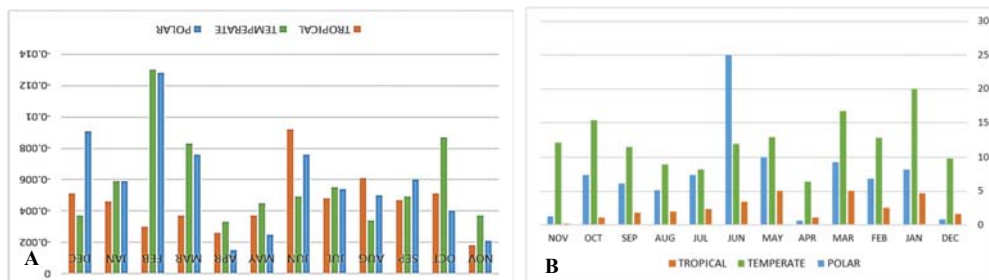 NOV OCT SEP AUG JUL JUN MAY APR MAR FEB JAN DEC
0
-0.002
-0.004
-0.006
-0.008
-0.01
-0.012
-0.014
TROPICAL TEMPERATE POLAR
A
30
25
20
15
10
5
0
NOV OCT SEP AUG JUL JUN MAY APR MAR FEB JAN DEC
TROPICAL TEMPERATE POLAR
B